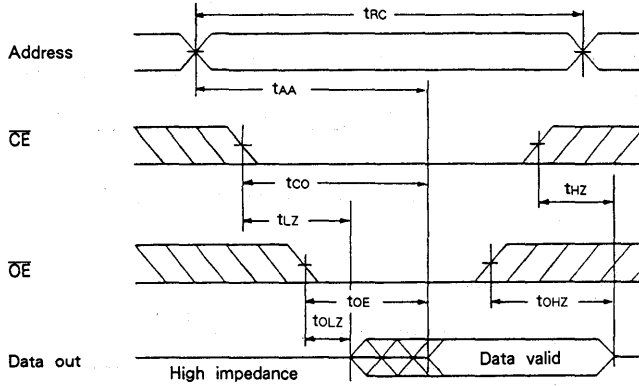 tRC
Address
tAA
CE
tCO
tHZ
tLZ
OE
tOE
tOHZ
tOLZ
Data out
High impedance
Data valid